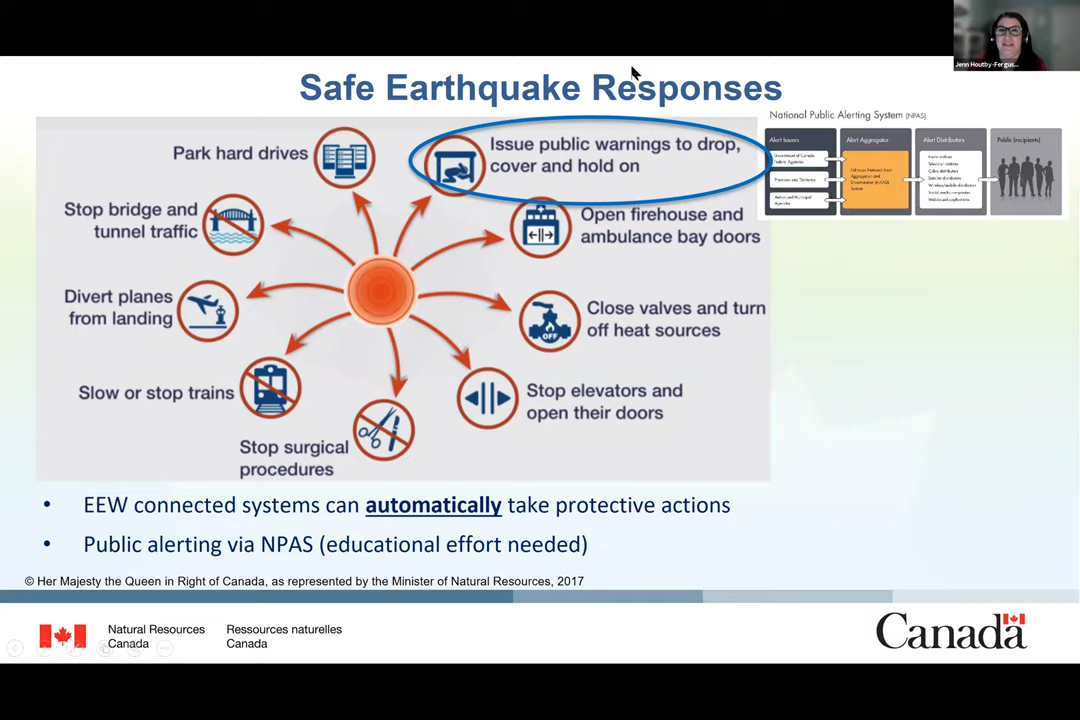 Jenn Houtby-Fergus...
Safe Earthquake Responses
National Public Alerting System [NPAS]
Alert Issuers
Alert Aggregator
Alert Distributors
Public (recipients)
Provinces and Territories
Park hard drives
Issue public warnings to drop,
cover and hold on
Stop bridge and
tunnel traffic
Open firehouse and
ambulance bay doors
Divert planes
from landing
Close valves and turn
off heat sources
OFF
Slow or stop trains
Stop elevators and
open their doors
Stop surgical
procedures
• EEW connected systems can automatically take protective actions
• Public alerting via NPAS (educational effort needed)
© Her Majesty the Queen in Right of Canada, as represented by the Minister of Natural Resources, 2017
Natural Resources
Canada
Ressources naturelles
Canada
Canada